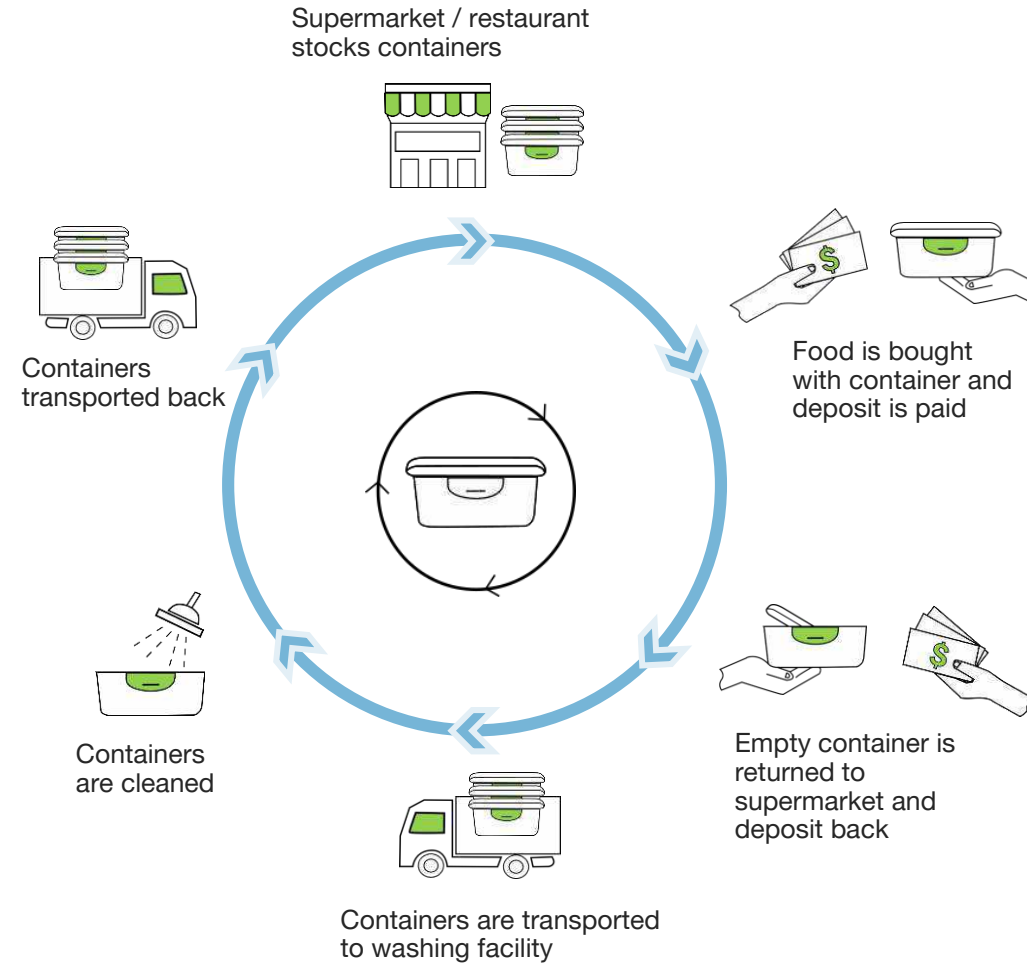 Supermarket / restaurant
stocks containers
Food is bought
with container and
deposit is paid
Empty container is
returned to
supermarket and
deposit back
Containers are transported
to washing facility
Containers
are cleaned
Containers
transported back
$
$